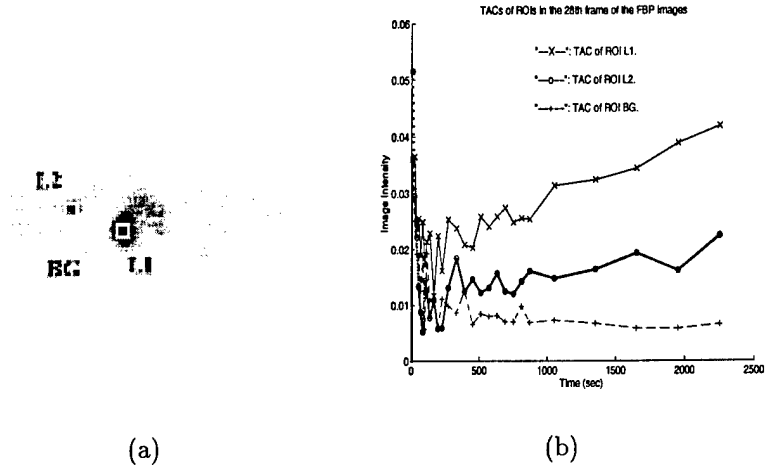 L2
BG L1
(a)
TACs of ROIs in the 28th frame of the FBP images
"—X—": TAC of ROI L1.
"—o—": TAC of ROI L2.
"—+—": TAC of ROI BG.
Image Intensity
0.06
0.05
0.04
0.03
0.02
0.01
0
0 500 1000 1500 2000 2500
Time (sec)
(b)